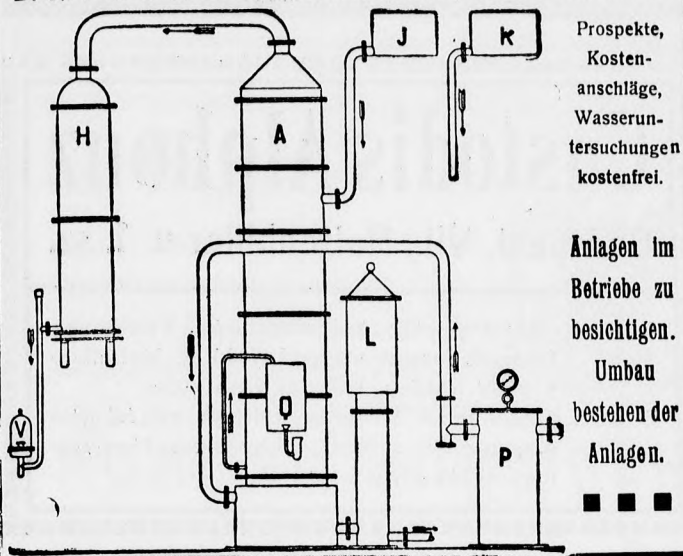 J
K
H
A
L
Q
V
P
Prospekte,
Kosten-
anschläge,
Wasserun-
tersuchungen
kostenfrei.
Anlagen im
Betriebe zu
besichtigen.
Umbau
bestehender
Anlagen.